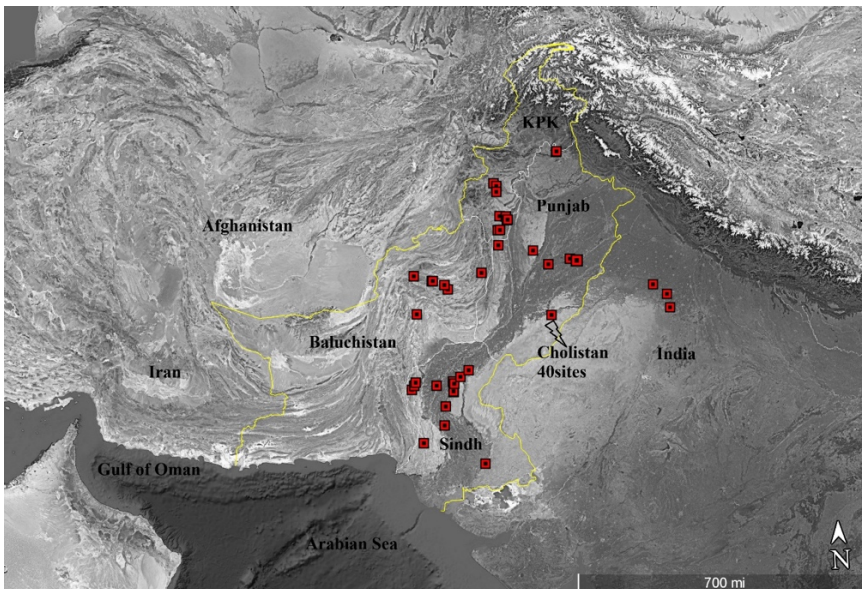 KPK
Punjab
Afghanistan
Baluchistan
Cholistan
40sites
India
Iran
Sindh
Gulf of Oman
Arabian Sea
N
700 mi